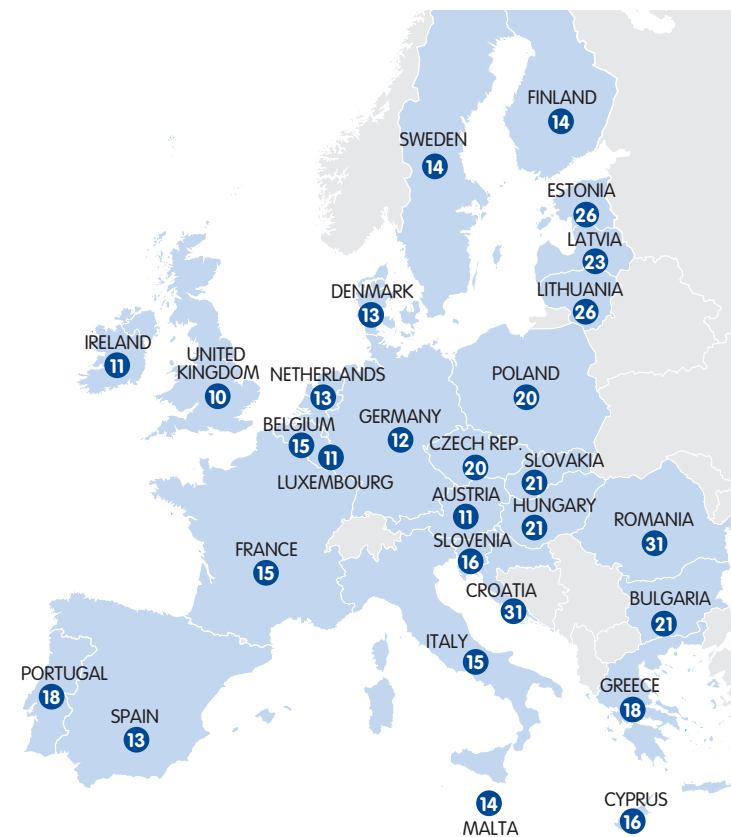 FINLAND
14
SWEDEN
14
ESTONIA
26
LATVIA
23
LITHUANIA
26
DENMARK
13
IRELAND
11
UNITED
KINGDOM
10
NETHERLANDS
13
POLAND
20
BELGIUM
15
GERMANY
12
LUXEMBOURG
11
CZECH REP.
20
SLOVAKIA
21
AUSTRIA
11
HUNGARY
21
ROMANIA
31
SLOVENIA
16
FRANCE
15
CROATIA
31
BULGARIA
21
ITALY
15
PORTUGAL
18
SPAIN
13
GREECE
18
14
MALTA
CYPRUS
16